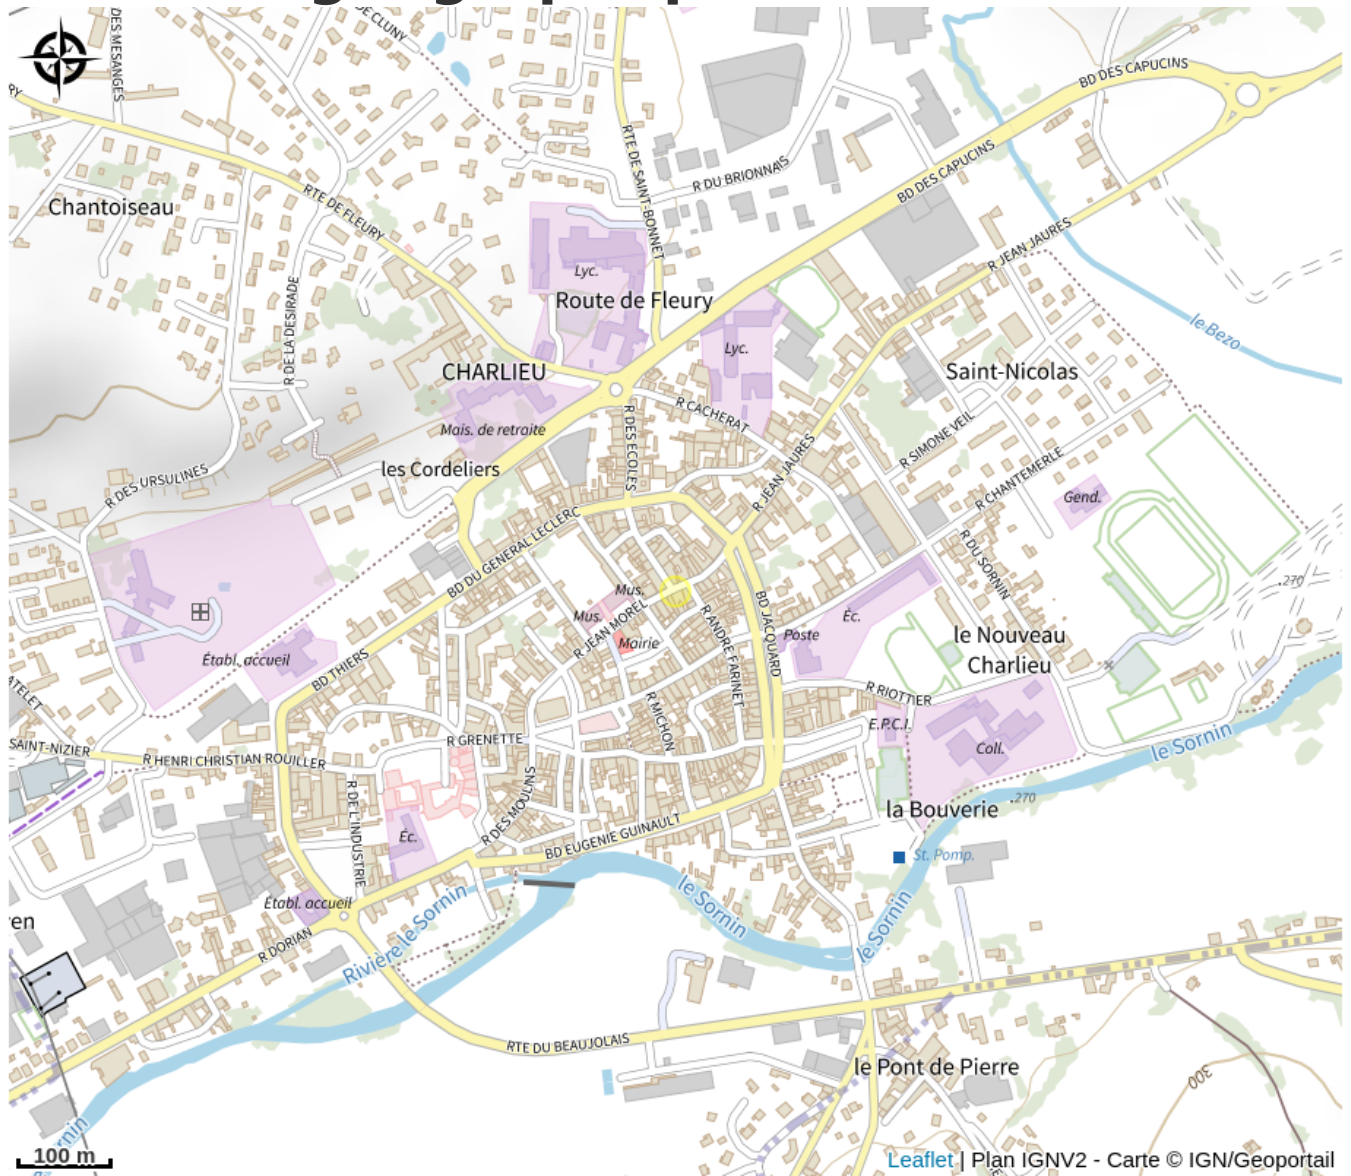 DES MESANGES
DE CLUNY
RY
BD DES CAPUCINS
RTE DE SAINT-BONNET
R DU BRIONNAIS
BD DES CAPUCINS
Chantoiseau
RTE DE FLEURY
R JEAN JAURES
Lyc.
Route de Fleury
R DE LA DESIRADE
le Bezo
Lyc.
CHARLIEU
Saint-Nicolas
R CACHERAT
Mais. de retraite
R DES ECOLES
R SIMONE VEIL
les Cordeliers
R JEAN JAURES
R DES URSULINES
R CHANTEMERLE
Gend.
BD DU GENERAL LECLERC
R DU SORNIN
270
Mus.
Mus.
R JEAN MOREL
Mairie
R ANDRE FARINET
BD JACQUARD
Poste
Éc.
le Nouveau
Charlieu
Établ. accueil
BD THIERS
ATELET
R RIOTTIER
R MICHON
E.P.C.I.
Coll.
le Sornin
SAINT-NIZIER
R HENRI CHRISTIAN ROUILLER
R GRENETTE
R DE L'INDUSTRIE
R DES MOULINS
270
la Bouverie
Éc.
BD EUGENIE GUINAULT
St. Pomp.
Établ. accueil
le Sornin
le Sornin
Rivière le Sornin
en
R DORIAN
RTE DU BEAUJOLAIS
le Pont de Pierre
300
rnin
100 m
Leaflet | Plan IGNV2 - Carte © IGN/Geoportail